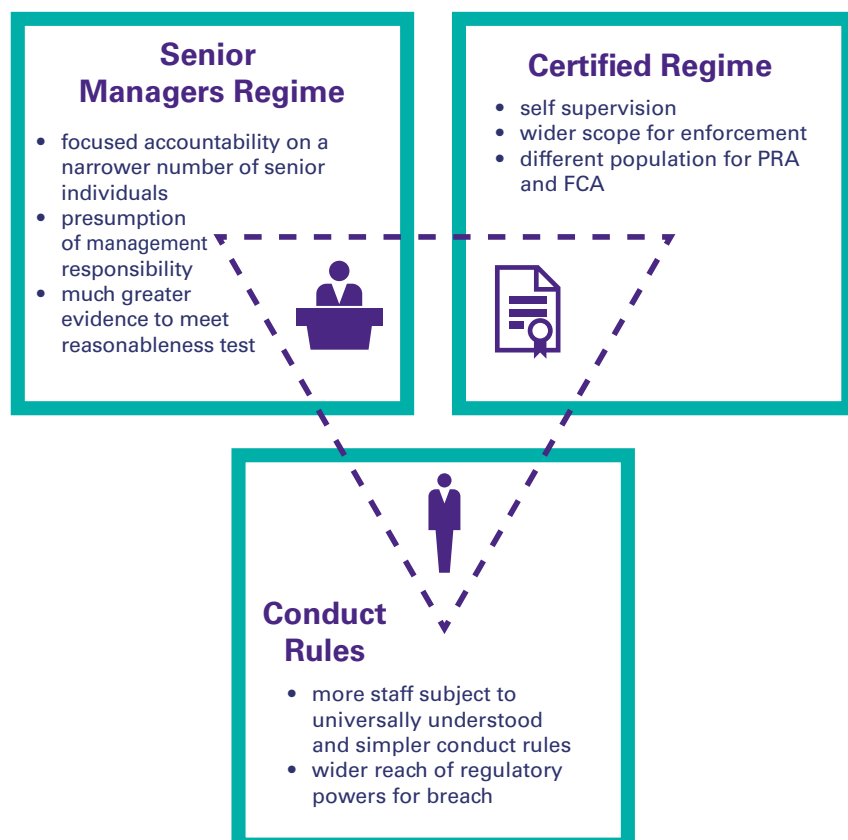 Senior
Managers Regime
• focused accountability on a
narrower number of senior
individuals
• presumption
of management
responsibility
• much greater
evidence to meet
reasonableness test
Certified Regime
• self supervision
• wider scope for enforcement
• different population for PRA
and FCA
Conduct
Rules
• more staff subject to
universally understood
and simpler conduct rules
• wider reach of regulatory
powers for breach